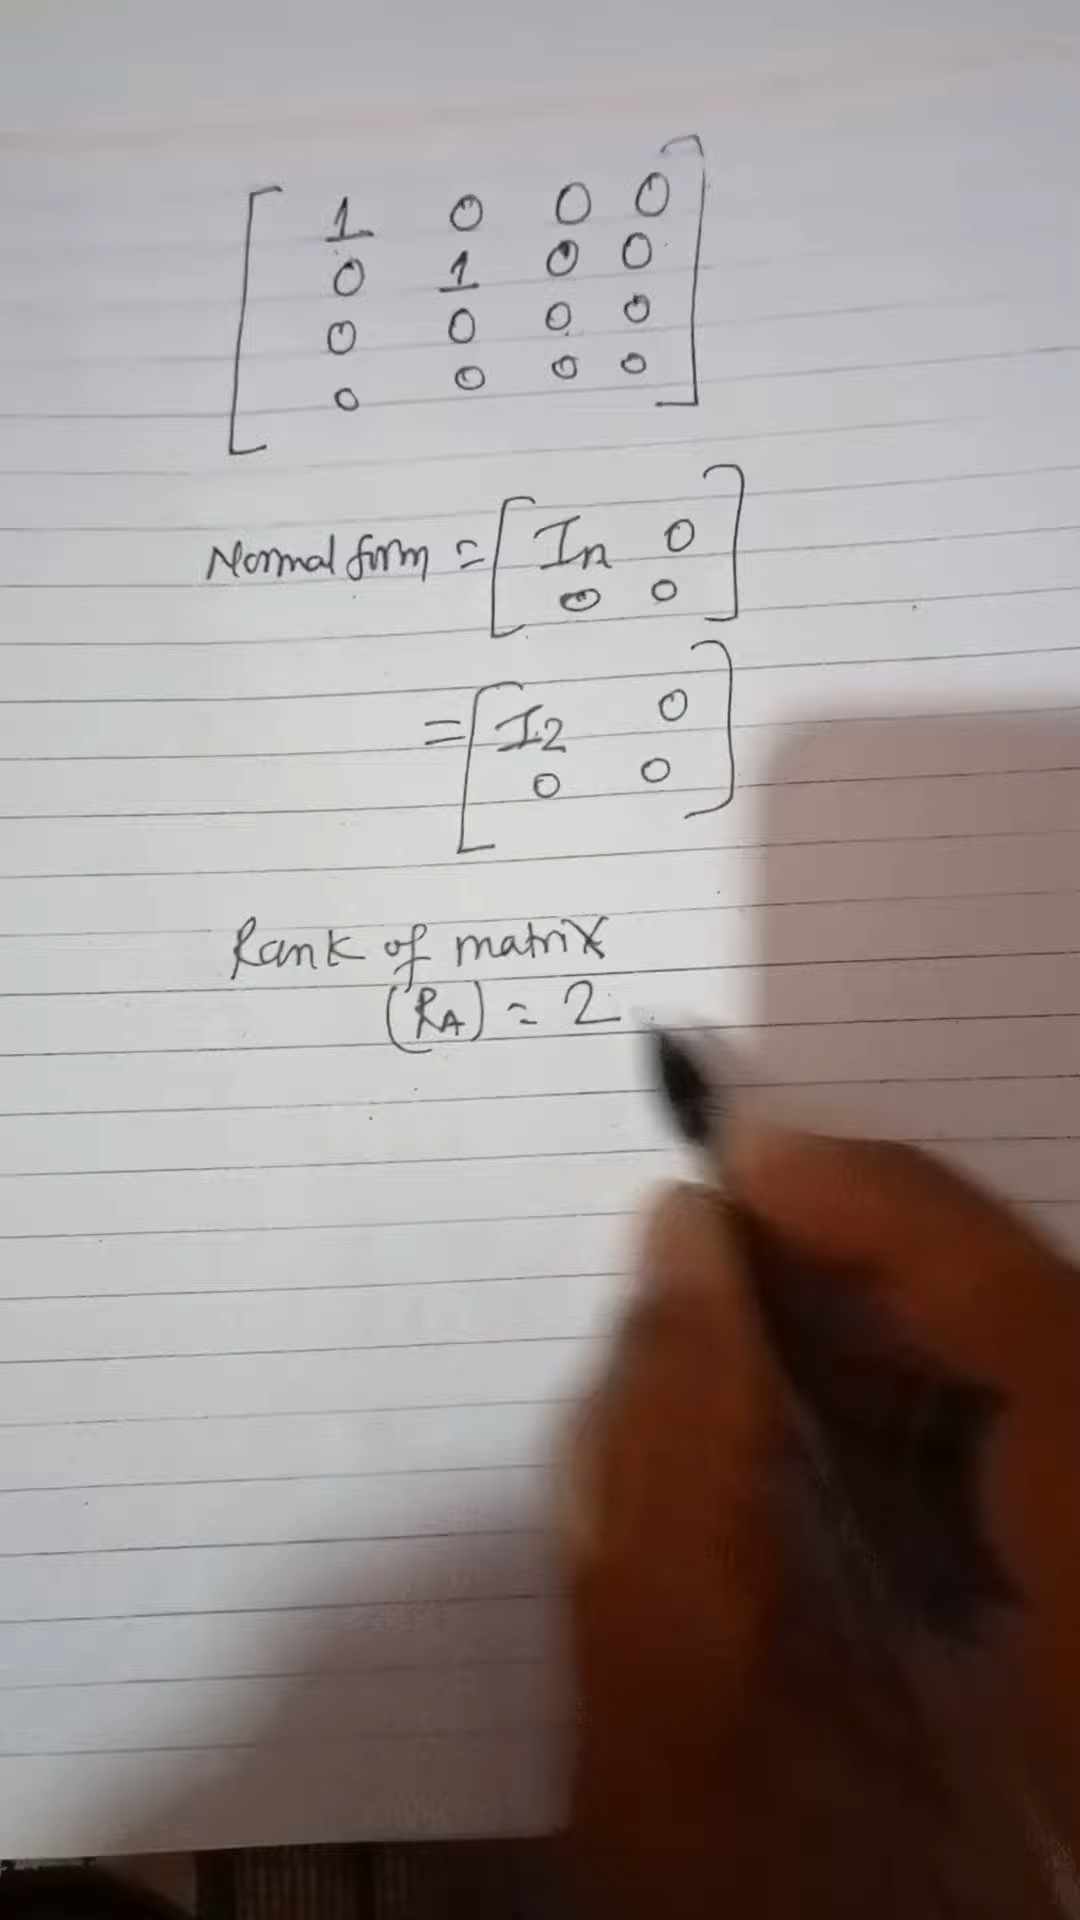 1 0 0 0
0 1 0 0
0 0 0 0
0 0 0 0
Normal form = [In 0
0 0]
= [I2 0
0 0]
Rank of matrix
(RA) = 2